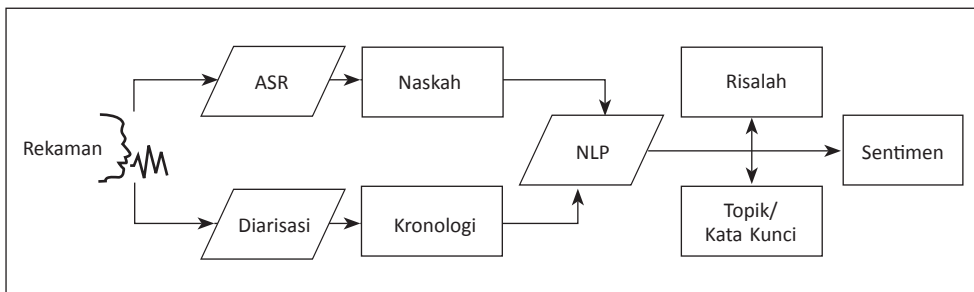 Rekaman
ASR
Naskah
Diarisasi
Kronologi
NLP
Risalah
Topik/
Kata Kunci
Sentimen